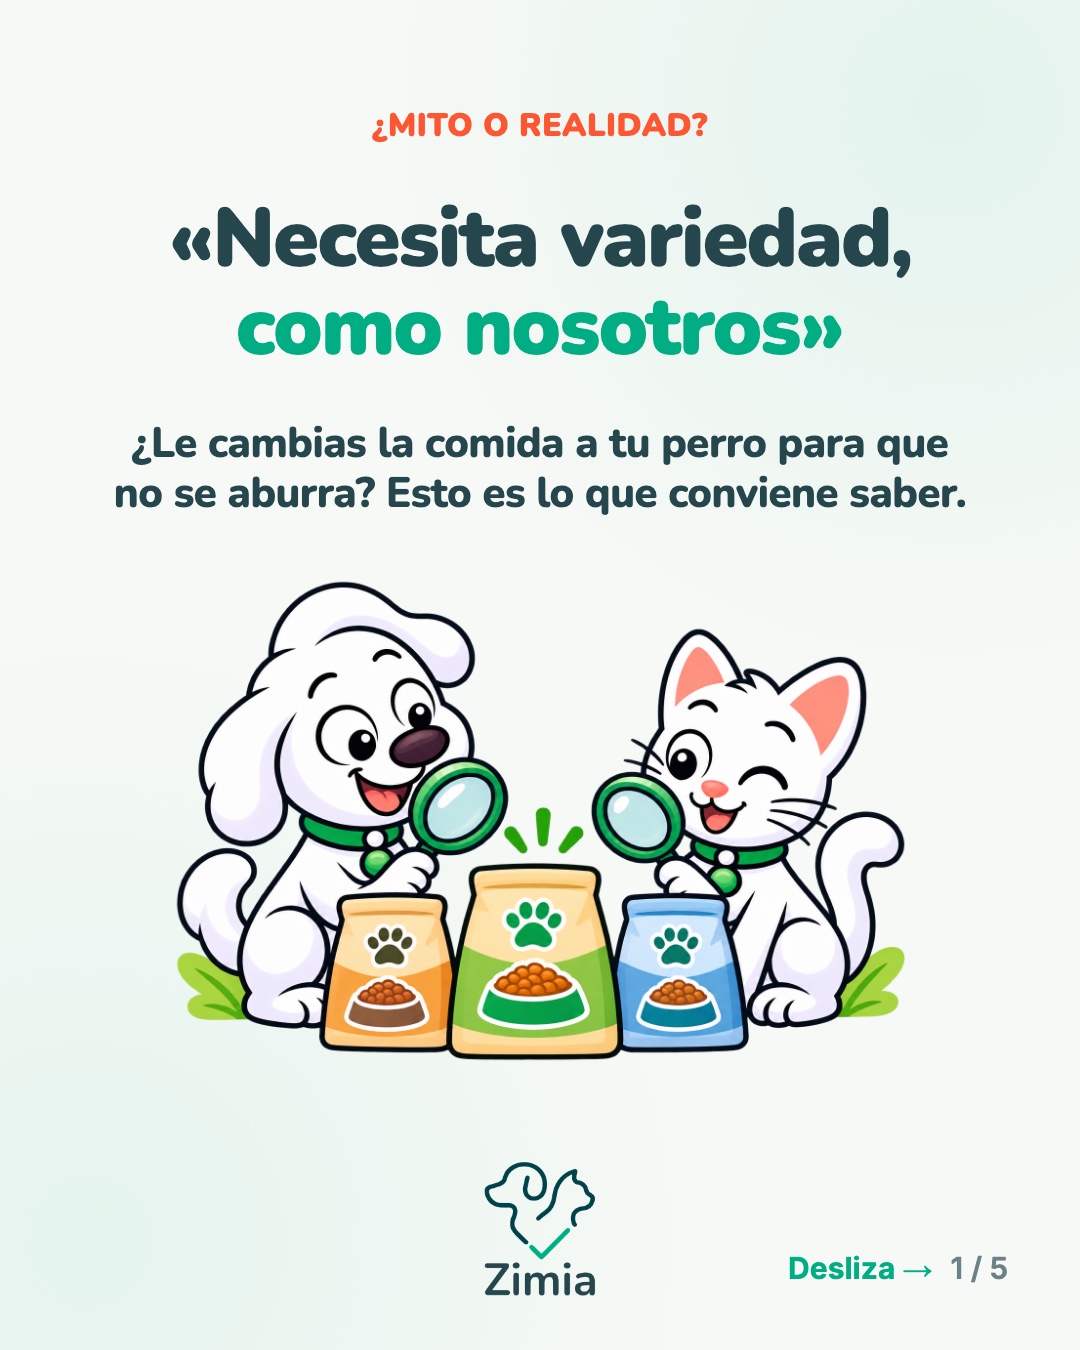 ¿MITO O REALIDAD?
«Necesita variedad,
como nosotros»
¿Le cambias la comida a tu perro para que
no se aburra? Esto es lo que conviene saber.
Zimia
Desliza → 1 / 5